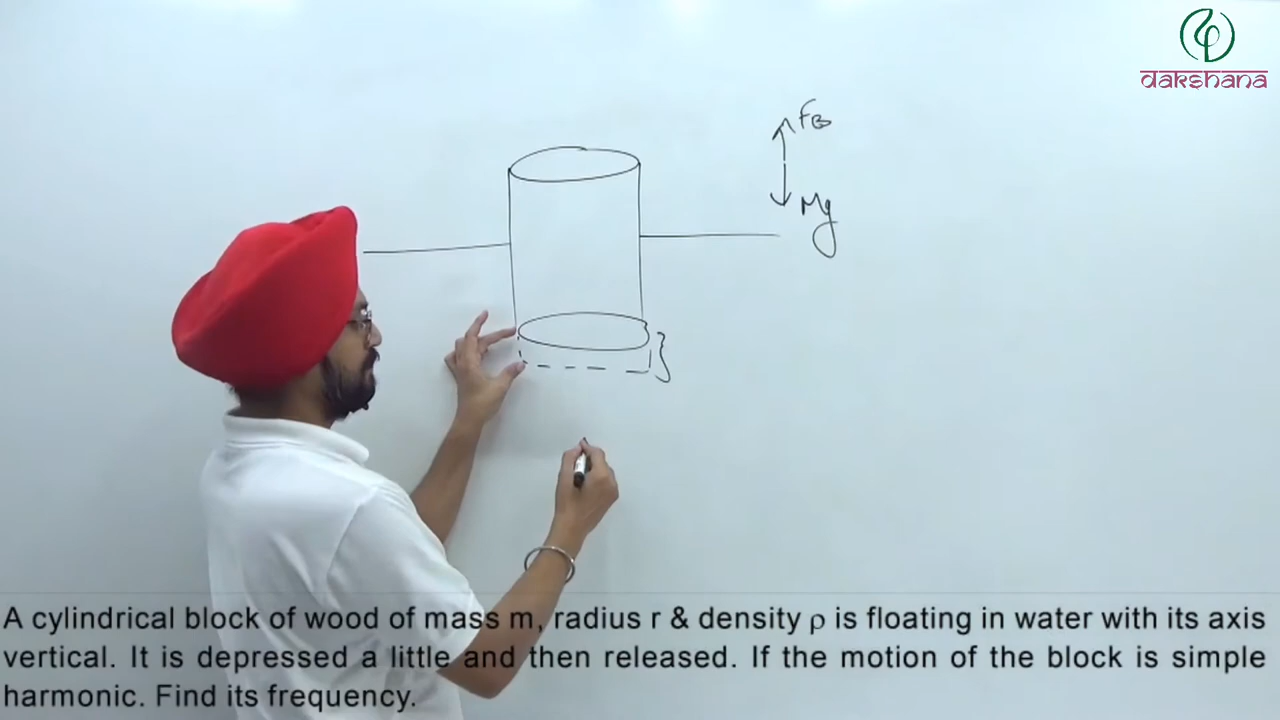 dakshana
F_B
Mg
A cylindrical block of wood of mass m, radius r & density ρ is floating in water with its axis
vertical. It is depressed a little and then released. If the motion of the block is simple
harmonic. Find its frequency.